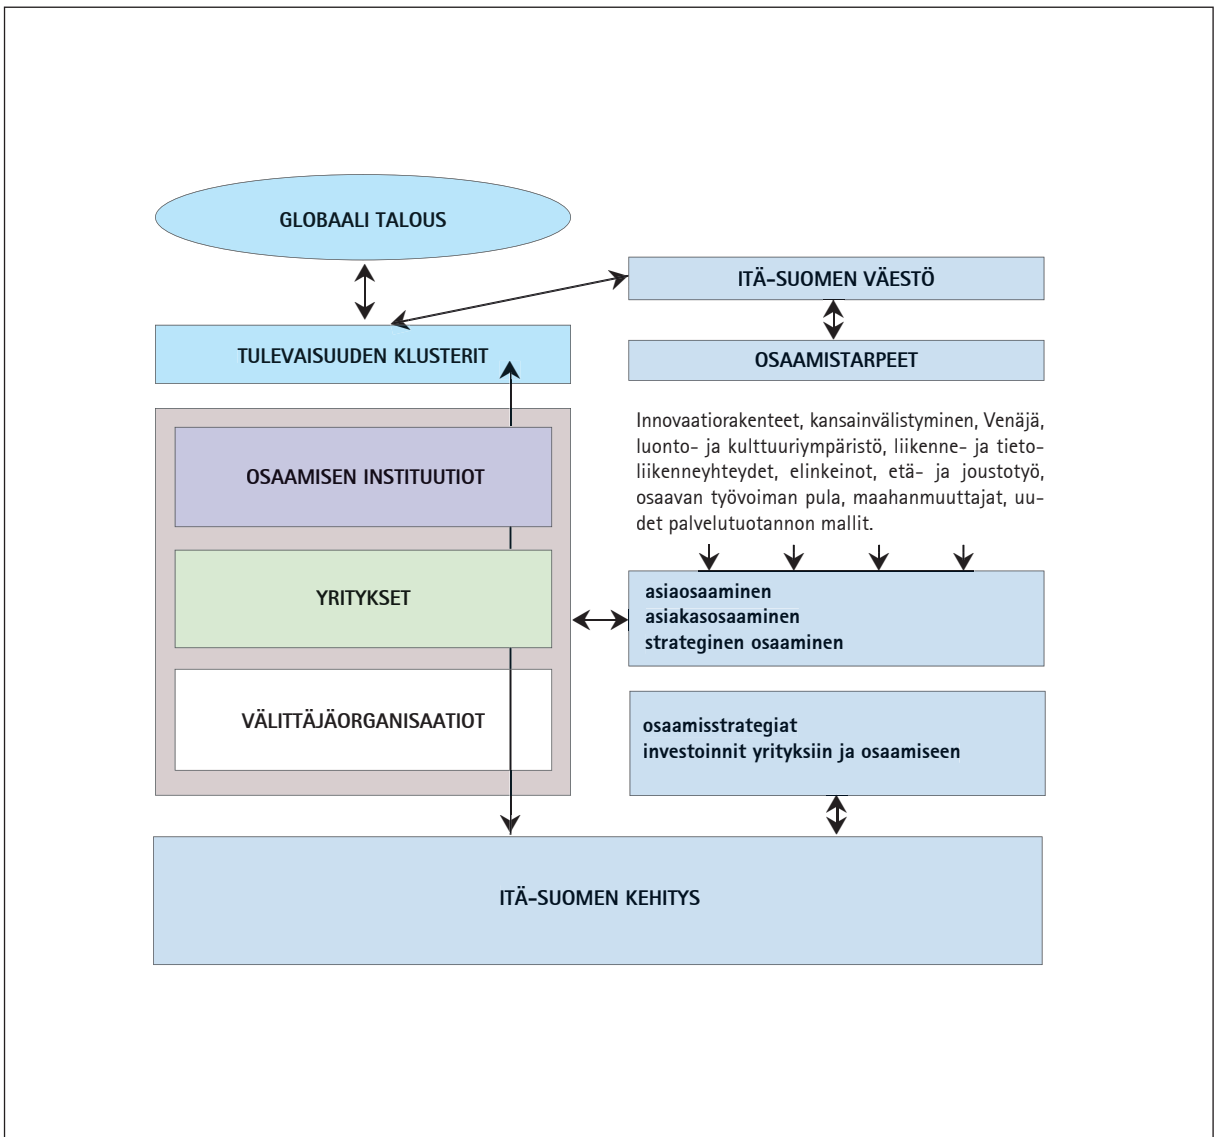 GLOBAALI TALOUS
TULEVAISUUDEN KLUSTERIT
OSAAMISEN INSTITUUTIOT
YRITYKSET
VÄLITTÄJÄORGANISAATIOT
ITÄ-SUOMEN VÄESTÖ
OSAAMISTARPEET
Innovaatiorakenteet, kansainvälistyminen, Venäjä,
luonto- ja kulttuuriympäristö, liikenne- ja tieto-
liikenneyhteydet, elinkeinot, etä- ja joustotyö,
osaavan työvoiman pula, maahanmuuttajat, uu-
det palvelutuotannon mallit.
asiaosaaminen
asiakasosaaminen
strateginen osaaminen
osaamisstrategiat
investoinnit yrityksiin ja osaamiseen
ITÄ-SUOMEN KEHITYS